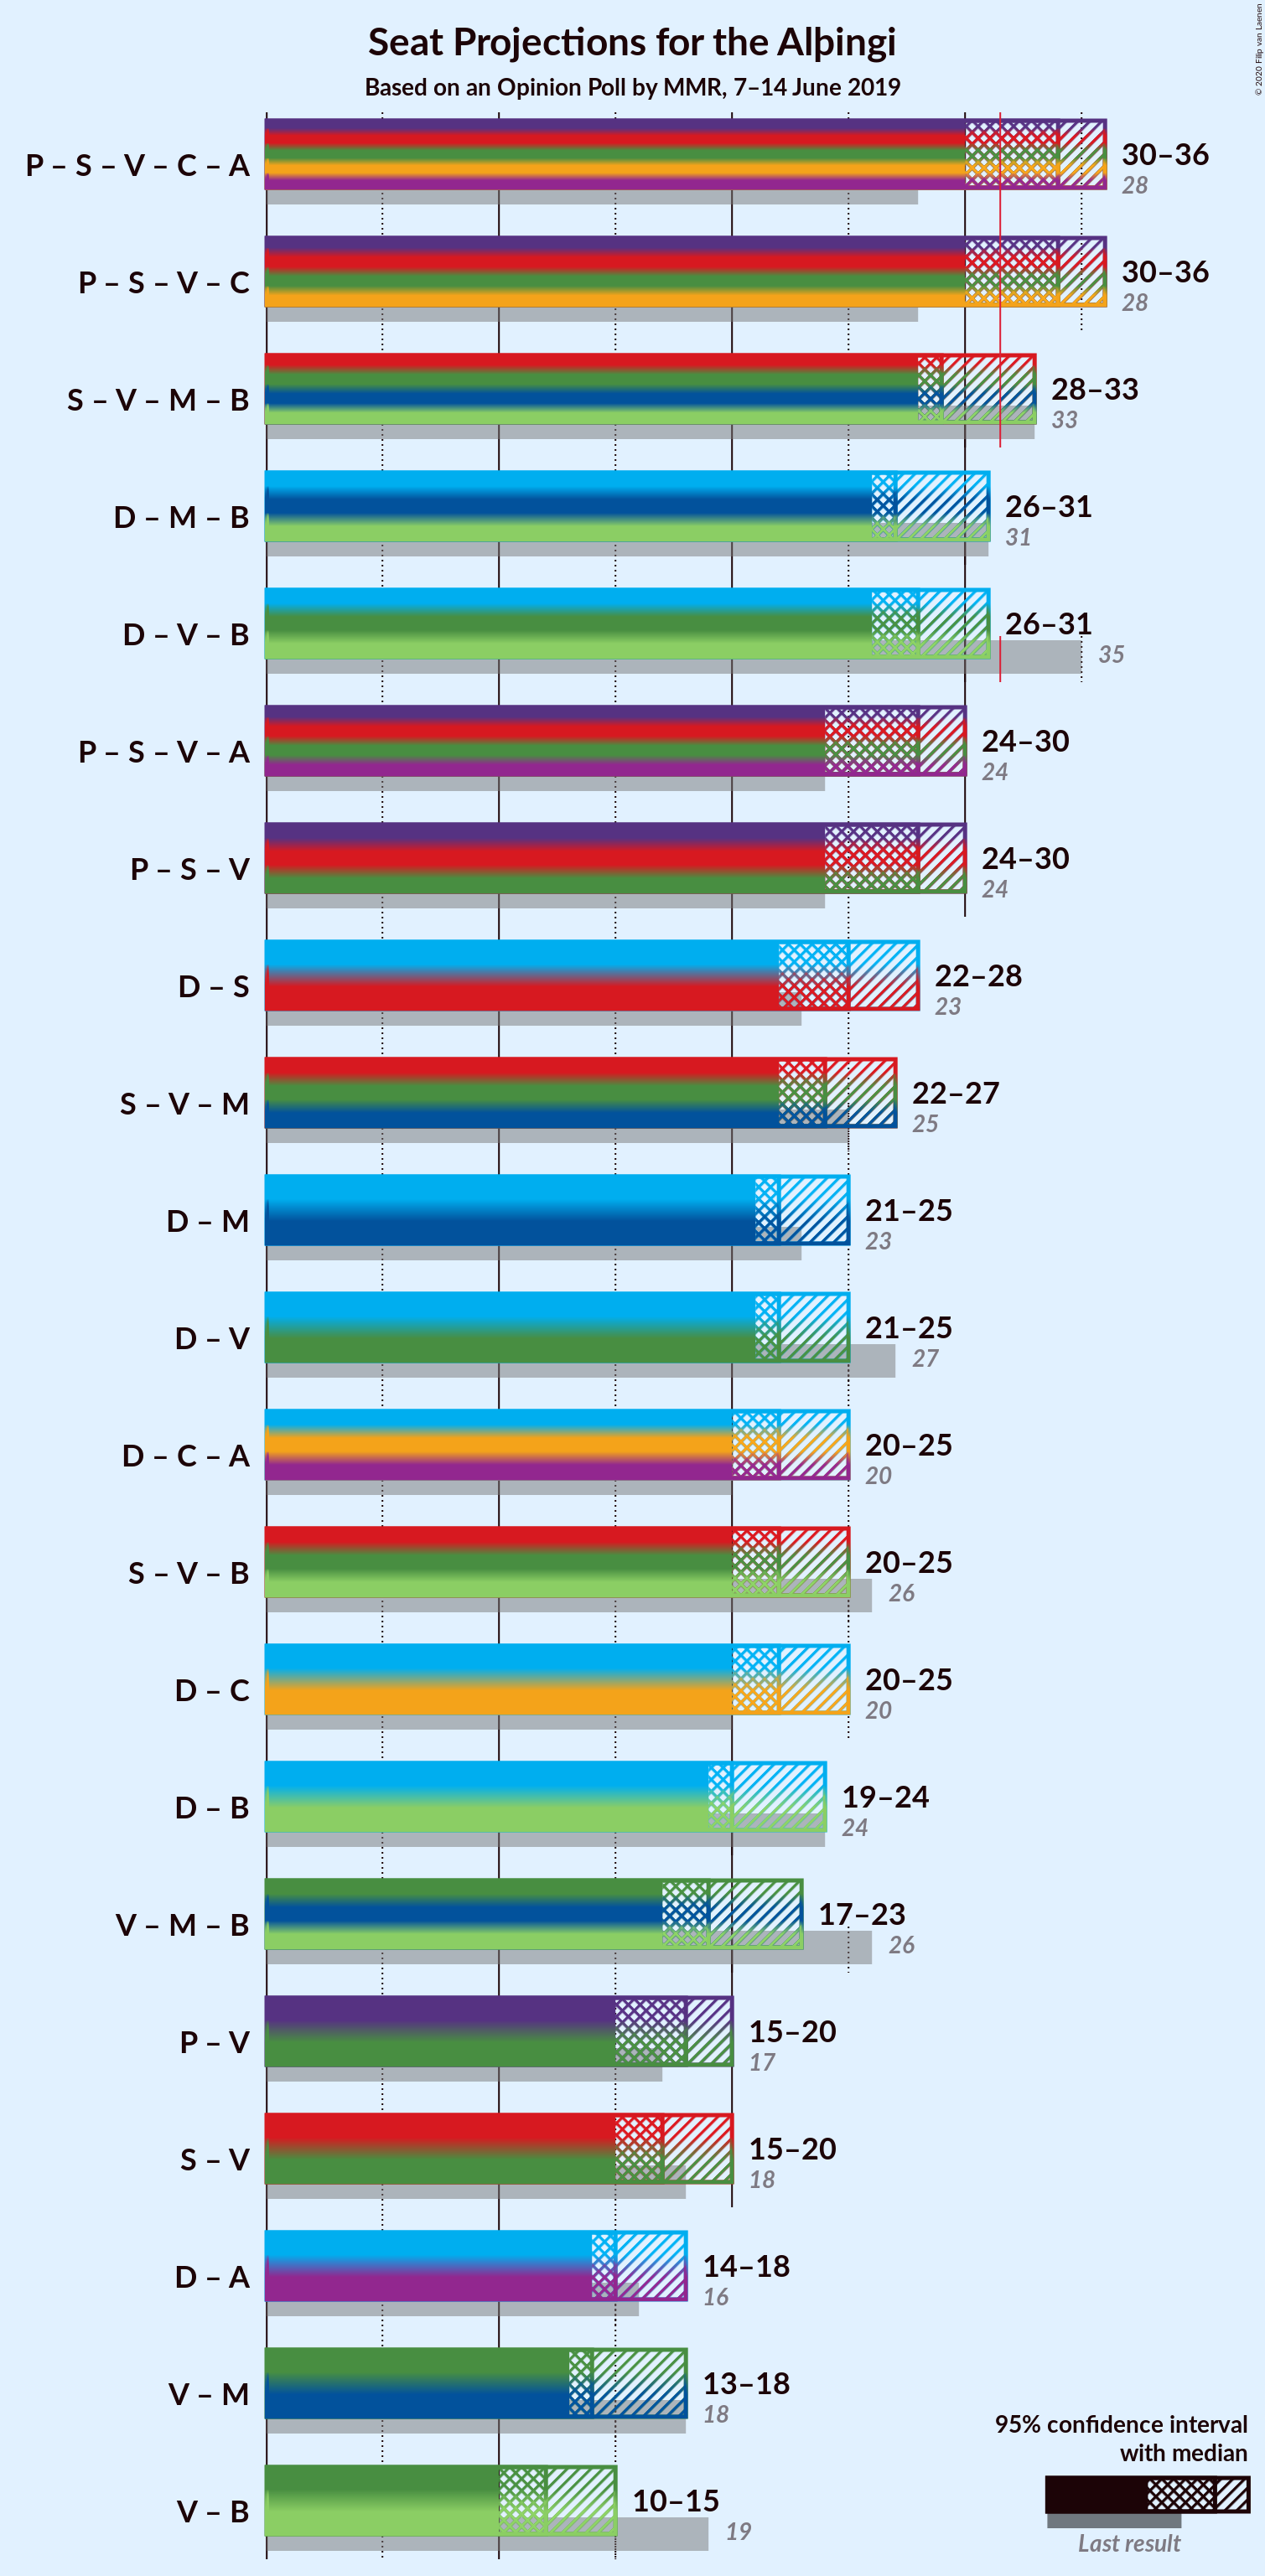 Seat Projections for the Alþingi
Based on an Opinion Poll by MMR, 7–14 June 2019
© 2020 Filip van Laenen
P – S – V – C – A
30–36
28
P – S – V – C
30–36
28
S – V – M – B
28–33
33
D – M – B
26–31
31
D – V – B
26–31
35
P – S – V – A
24–30
24
P – S – V
24–30
24
D – S
22–28
23
S – V – M
22–27
25
D – M
21–25
23
D – V
21–25
27
D – C – A
20–25
20
S – V – B
20–25
26
D – C
20–25
20
D – B
19–24
24
V – M – B
17–23
26
P – V
15–20
17
S – V
15–20
18
D – A
14–18
16
V – M
13–18
18
V – B
10–15
19
95% confidence interval
with median
Last result